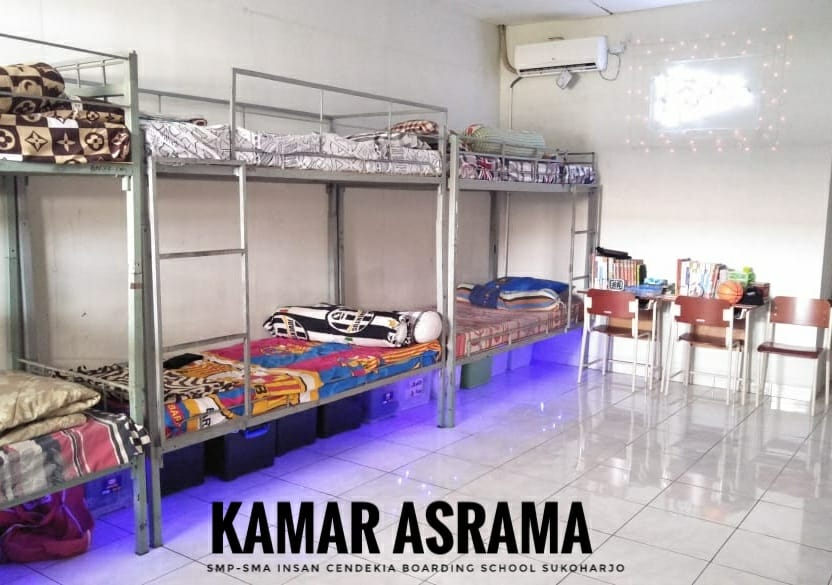 KAMAR ASRAMA
SMP-SMA INSAN CENDEKIA BOARDING SCHOOL SUKOHARJO